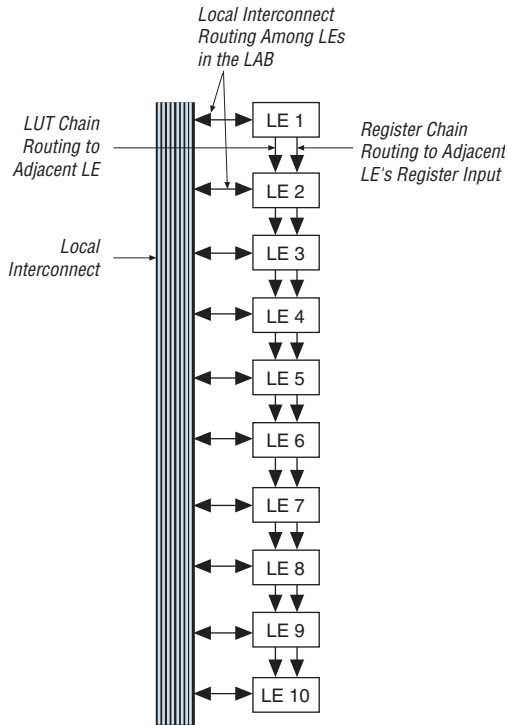 Local Interconnect
Routing Among LEs
in the LAB
LUT Chain
Routing to
Adjacent LE
Register Chain
Routing to Adjacent
LE's Register Input
Local
Interconnect
LE 1
LE 2
LE 3
LE 4
LE 5
LE 6
LE 7
LE 8
LE 9
LE 10